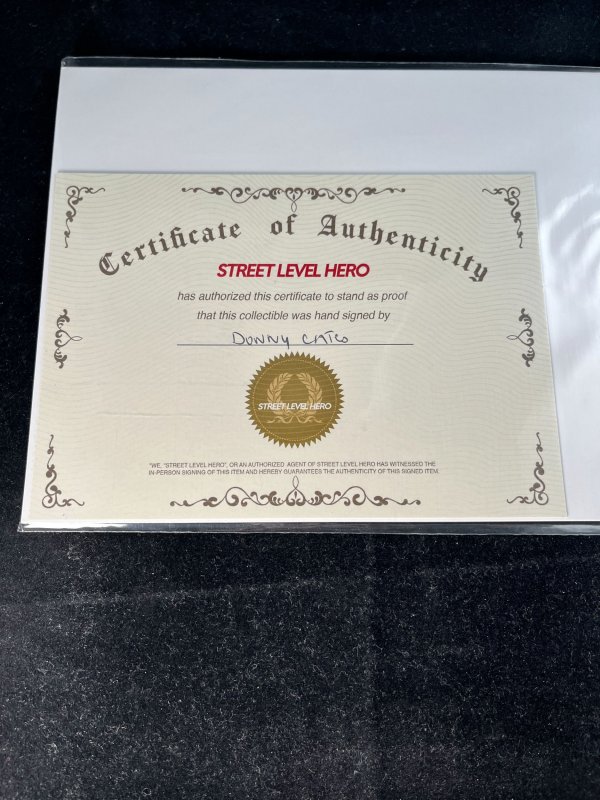 Certificate of Authenticity
STREET LEVEL HERO
has authorized this certificate to stand as proof
that this collectible was hand signed by
DONNY CATES
STREET LEVEL HERO
"WE, "STREET LEVEL HERO", OR AN AUTHORIZED AGENT OF STREET LEVEL HERO HAS WITNESSED THE
IN-PERSON SIGNING OF THIS ITEM AND HEREBY GUARANTEES THE AUTHENTICITY OF THIS SIGNED ITEM.